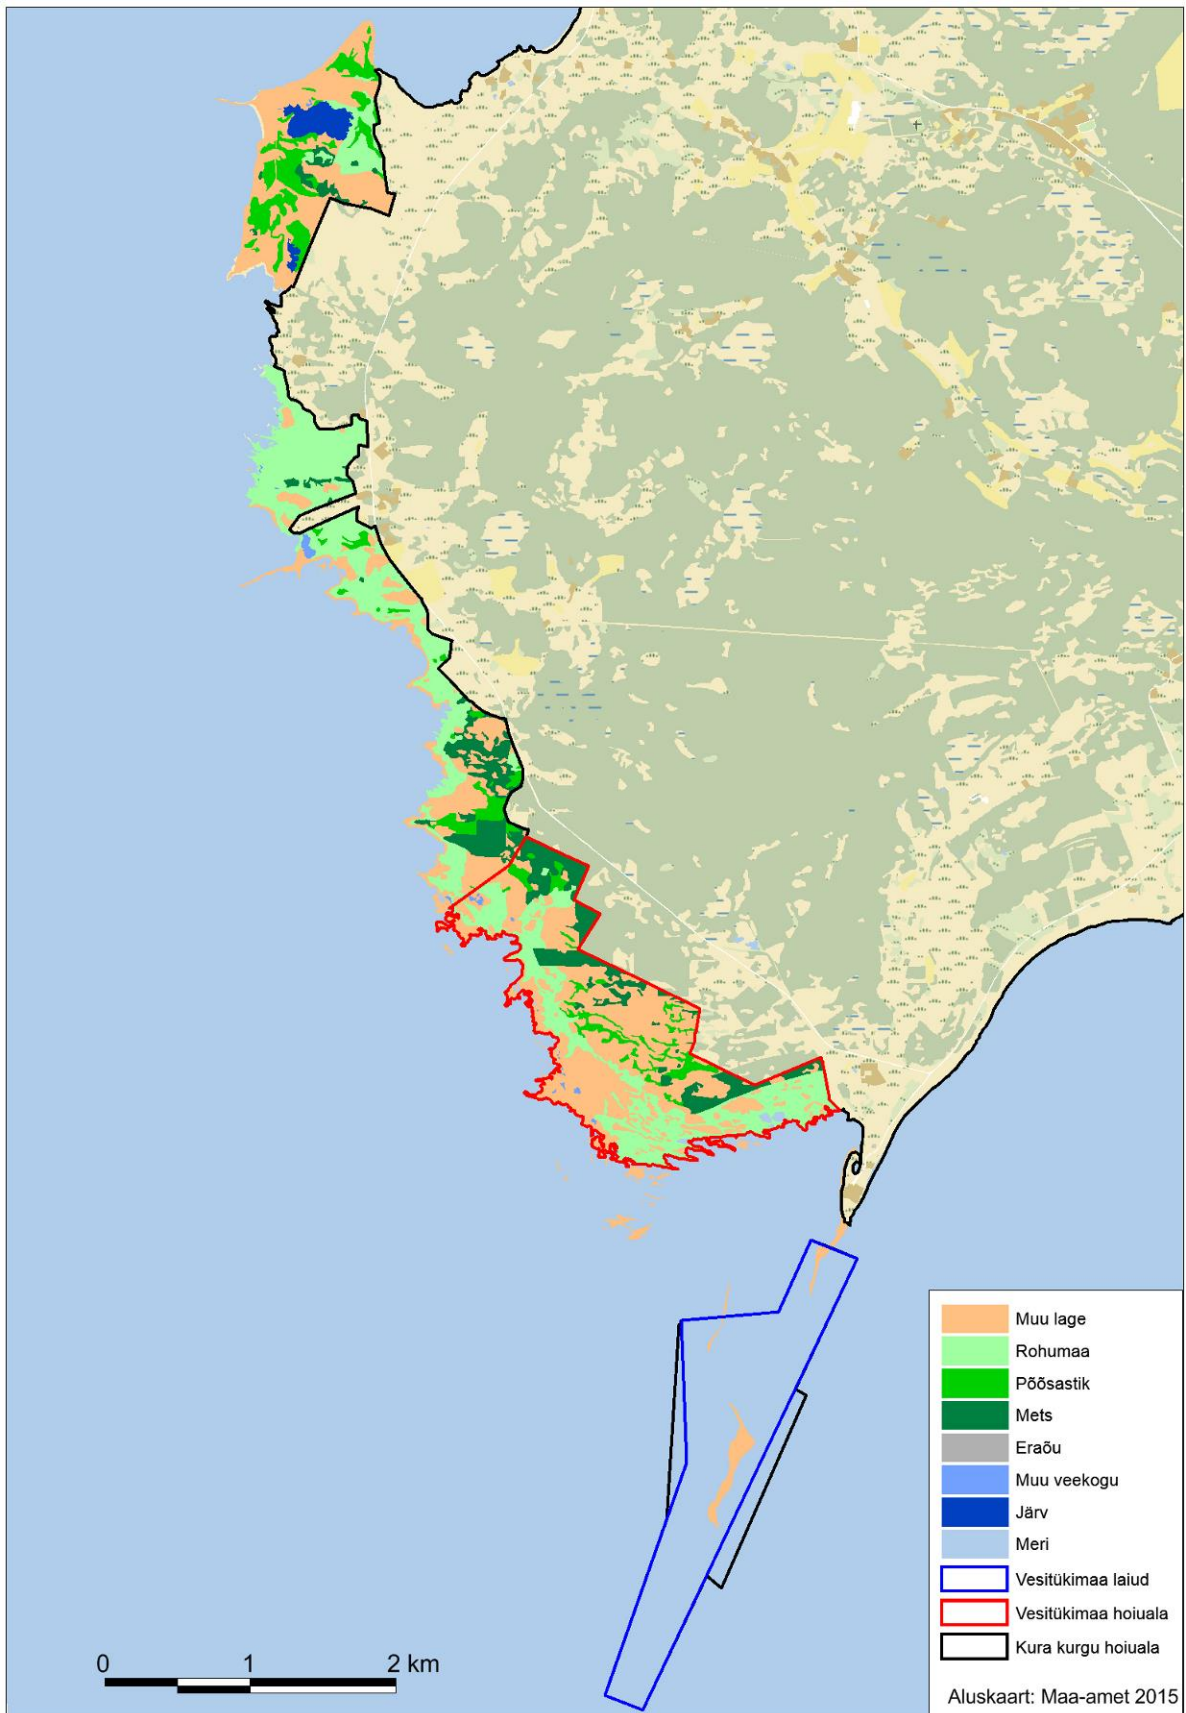 Muu lage
Rohumaa
Põõsastik
Mets
Eraõu
Muu veekogu
Järv
Meri
Vesitükimaa laiud
Vesitükimaa hoiuala
Kura kurgu hoiuala
0 1 2 km
Aluskaart: Maa-amet 2015